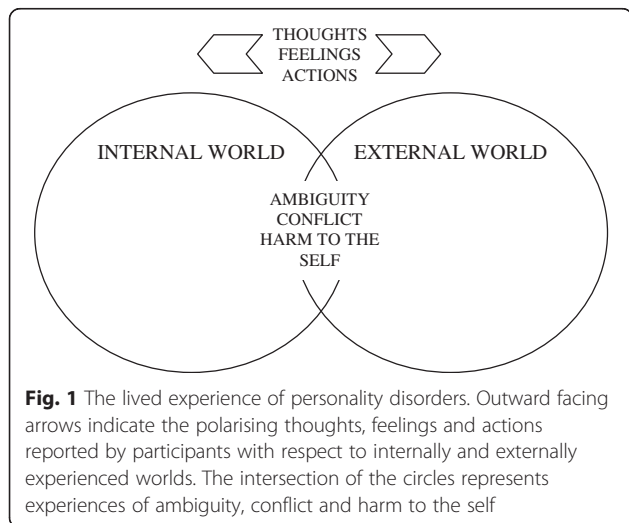 THOUGHTS
FEELINGS
ACTIONS
INTERNAL WORLD
EXTERNAL WORLD
AMBIGUITY
CONFLICT
HARM TO THE
SELF
Fig. 1 The lived experience of personality disorders. Outward facing
arrows indicate the polarising thoughts, feelings and actions
reported by participants with respect to internally and externally
experienced worlds. The intersection of the circles represents
experiences of ambiguity, conflict and harm to the self